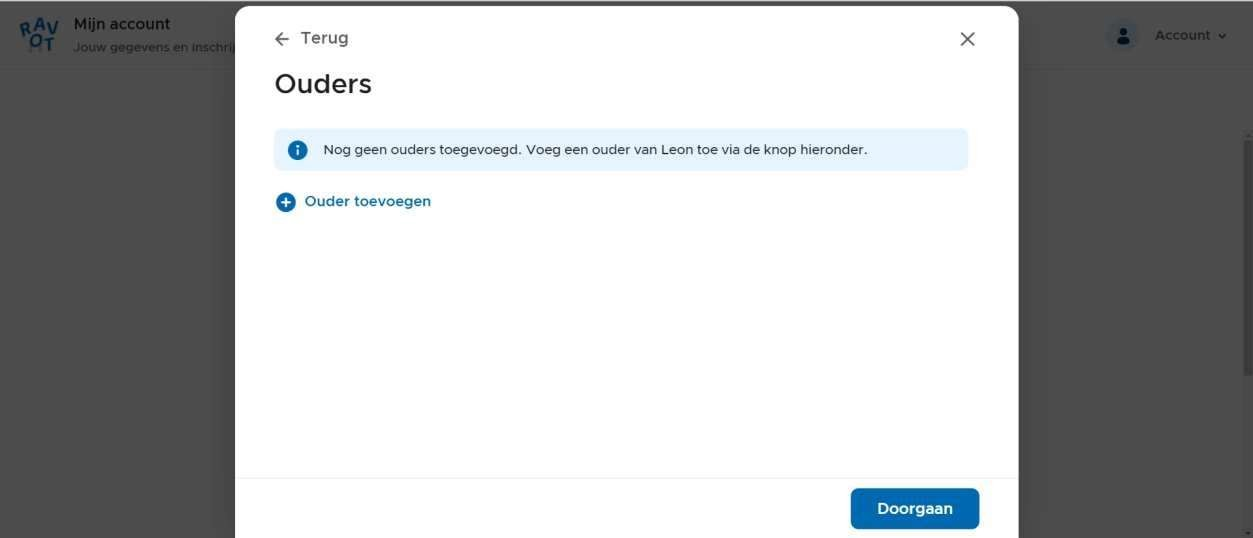 RAV
OT
Mijn account
Jouw gegevens en inschrij
Account
Terug
Ouders
Nog geen ouders toegevoegd. Voeg een ouder van Leon toe via de knop hieronder.
Ouder toevoegen
Doorgaan